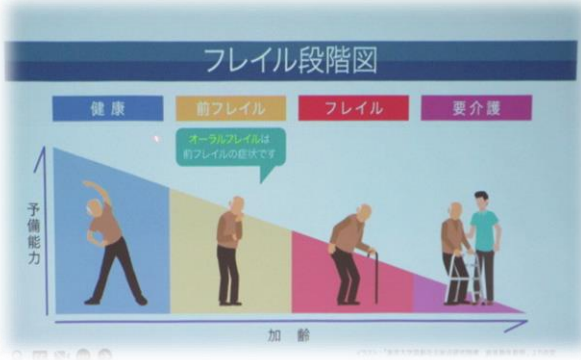 フレイル段階図
健康
前フレイル
フレイル
要介護
オーラルフレイルは
前フレイルの症状です
予備能力
加 齢